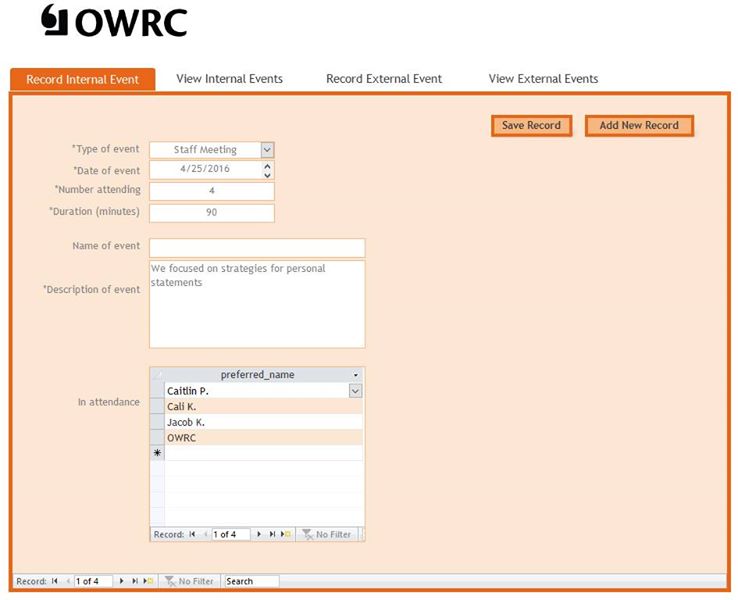 OWRC
Record Internal Event View Internal Events Record External Event View External Events
Save Record Add New Record
*Type of event Staff Meeting
*Date of event 4/25/2016
*Number attending 4
*Duration (minutes) 90
Name of event
*Description of event
We focused on strategies for personal
statements
In attendance
preferred_name
Caitlin P.
Cali K.
Jacob K.
OWRC
Record: 1 of 4 No Filter
Record: 1 of 4 No Filter Search